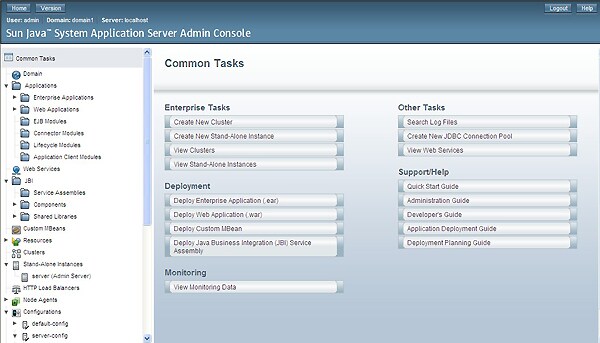 Home Version Logout Help
User: admin Domain: domain1 Server: localhost
Sun Java™ System Application Server Admin Console
Common Tasks
Domain
Applications
Enterprise Applications
Web Applications
EJB Modules
Connector Modules
Lifecycle Modules
Application Client Modules
Web Services
JBI
Service Assemblies
Components
Shared Libraries
Custom MBeans
Resources
Clusters
Stand-Alone Instances
server (Admin Server)
HTTP Load Balancers
Node Agents
Configurations
default-config
server-config
Common Tasks
Enterprise Tasks
Create New Cluster
Create New Stand-Alone Instance
View Clusters
View Stand-Alone Instances
Deployment
Deploy Enterprise Application (.ear)
Deploy Web Application (.war)
Deploy Custom MBean
Deploy Java Business Integration (JBI) Service
Assembly
Monitoring
View Monitoring Data
Other Tasks
Search Log Files
Create New JDBC Connection Pool
View Web Services
Support/Help
Quick Start Guide
Administration Guide
Developer's Guide
Application Deployment Guide
Deployment Planning Guide